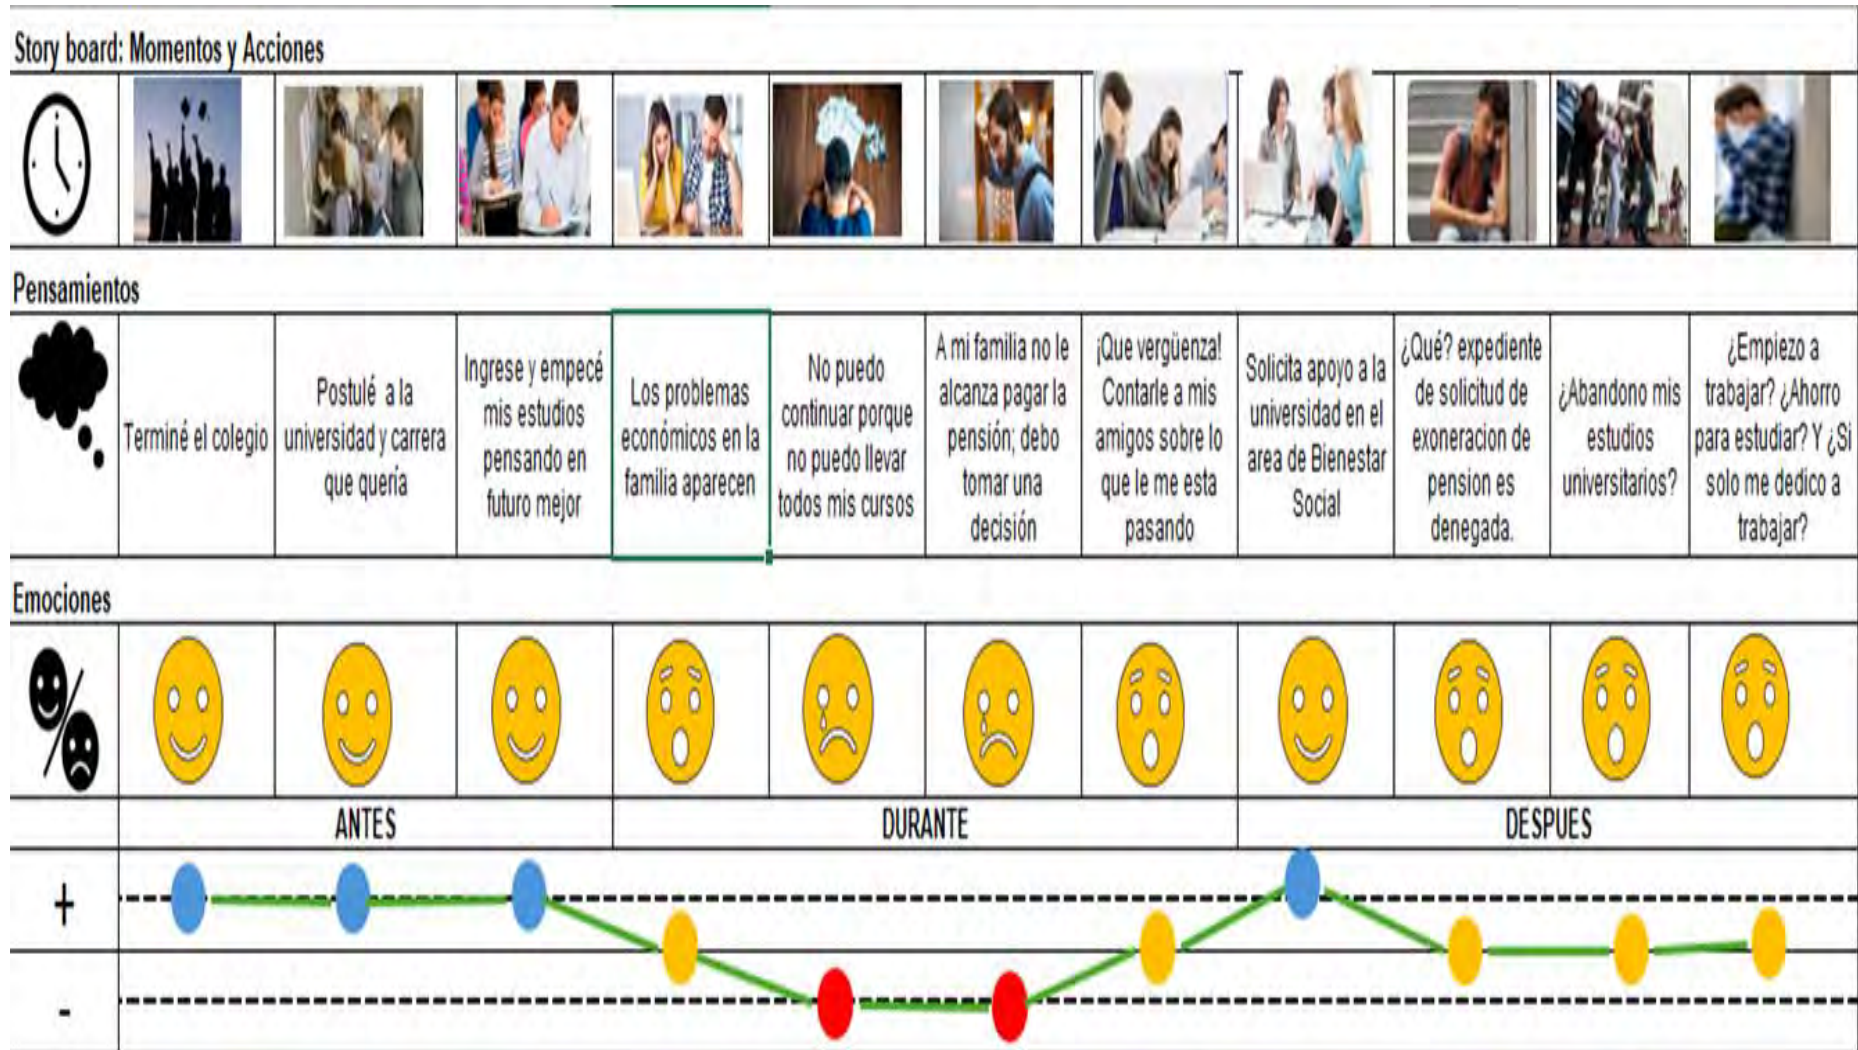 Story board: Momentos y Acciones
Pensamientos
Terminé el colegio
Postulé a la
universidad y carrera
que quería
Ingrese y empecé
mis estudios
pensando en
futuro mejor
Los problemas
económicos en la
familia aparecen
No puedo
continuar porque
no puedo llevar
todos mis cursos
A mi familia no le
alcanza pagar la
pensión; debo
tomar una
decisión
¡Que vergüenza!
Contarle a mis
amigos sobre lo
que le me esta
pasando
Solicita apoyo a la
universidad en el
area de Bienestar
Social
¿Qué? expediente
de solicitud de
exoneracion de
pension es
denegada.
¿Abandono mis
estudios
universitarios?
¿Empiezo a
trabajar? ¿Ahorro
para estudiar? Y ¿Si
solo me dedico a
trabajar?
Emociones
ANTES
DURANTE
DESPUES
+
-